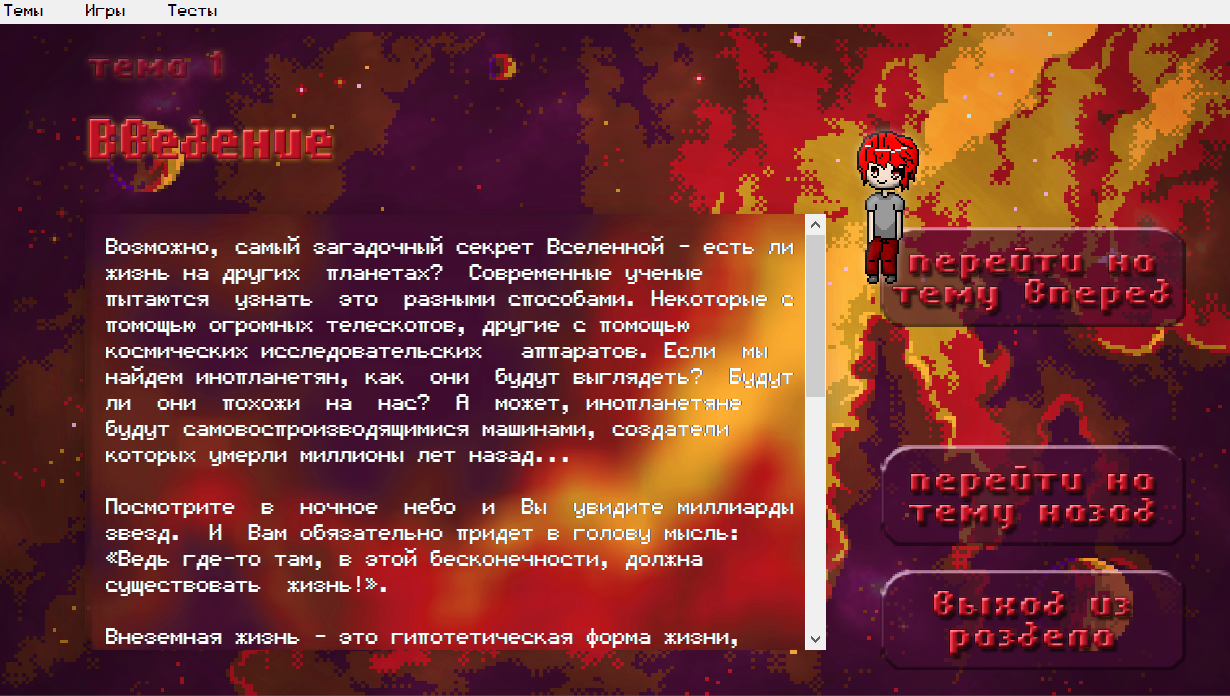 Темы Игры Тесты
тема 1
Введение
Возможно, самый загадочный секрет Вселенной - есть ли
жизнь на других планетах? Современные ученые
пытаются узнать это разными способами. Некоторые с
помощью огромных телескопов, другие с помощью
космических исследовательских аппаратов. Если мы
найдем инопланетян, как они будут выглядеть? Будут
ли они похожи на нас? А может, инопланетяне
будут самовоспроизводящимися машинами, создатели
которых умерли миллионы лет назад...
Посмотрите в ночное небо и Вы увидите миллиарды
звезд. И Вам обязательно придет в голову мысль:
«Ведь где-то там, в этой бесконечности, должна
существовать жизнь!».
Внеземная жизнь - это гипотетическая форма жизни,
перейти на
тему вперед
перейти на
тему назад
выход из
раздела